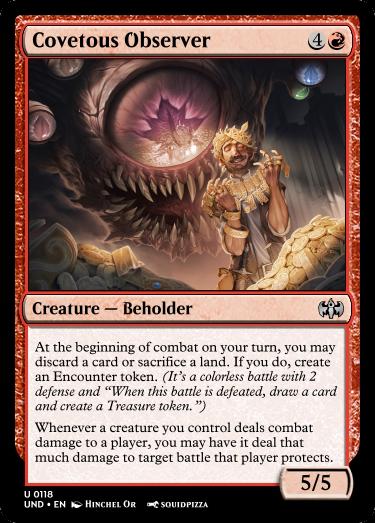 Covetous Observer 4
Creature — Beholder
At the beginning of combat on your turn, you may
discard a card or sacrifice a land. If you do, create
an Encounter token. (It's a colorless battle with 2
defense and “When this battle is defeated, draw a card
and create a Treasure token.”)
Whenever a creature you control deals combat
damage to a player, you may have it deal that
much damage to target battle that player protects.
5/5
U 0118
UND • EN Hinchel Or squidpizza